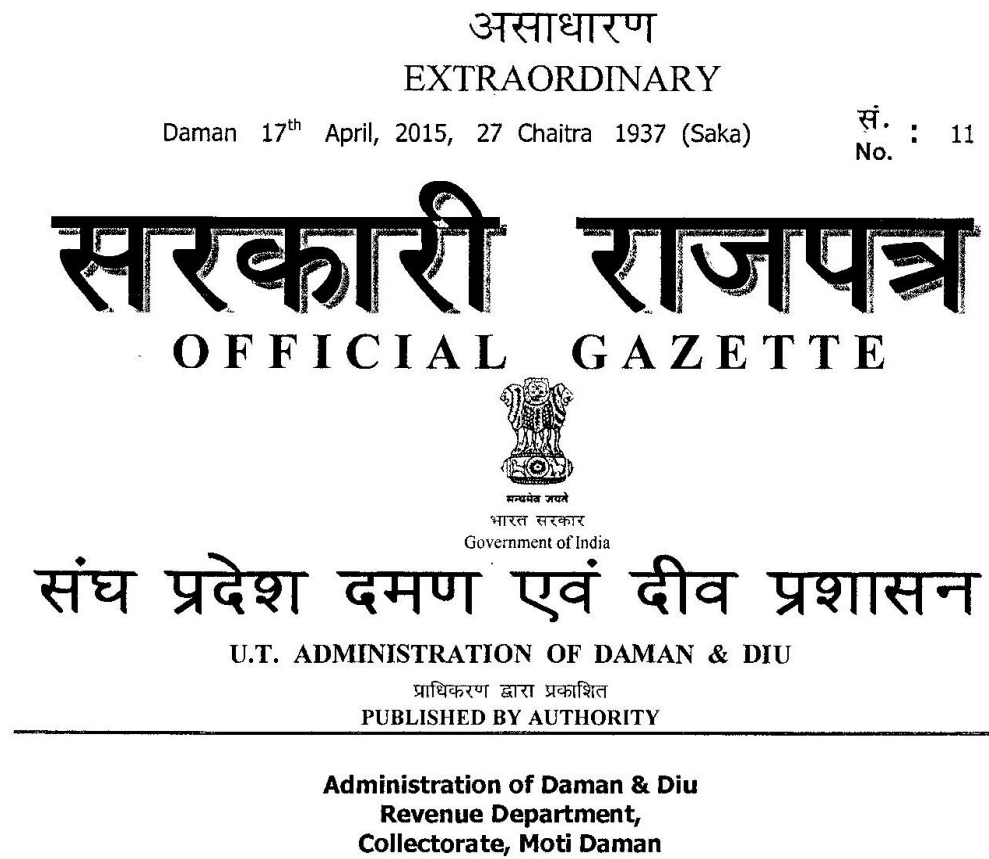 असाधारण
EXTRAORDINARY
Daman 17th April, 2015, 27 Chaitra 1937 (Saka) सं. No. : 11
सरकारी राजपत्र
OFFICIAL GAZETTE
सत्यमेव जयते
भारत सरकार
Government of India
संघ प्रदेश दमण एवं दीव प्रशासन
U.T. ADMINISTRATION OF DAMAN & DIU
प्राधिकरण द्वारा प्रकाशित
PUBLISHED BY AUTHORITY
Administration of Daman & Diu
Revenue Department,
Collectorate, Moti Daman